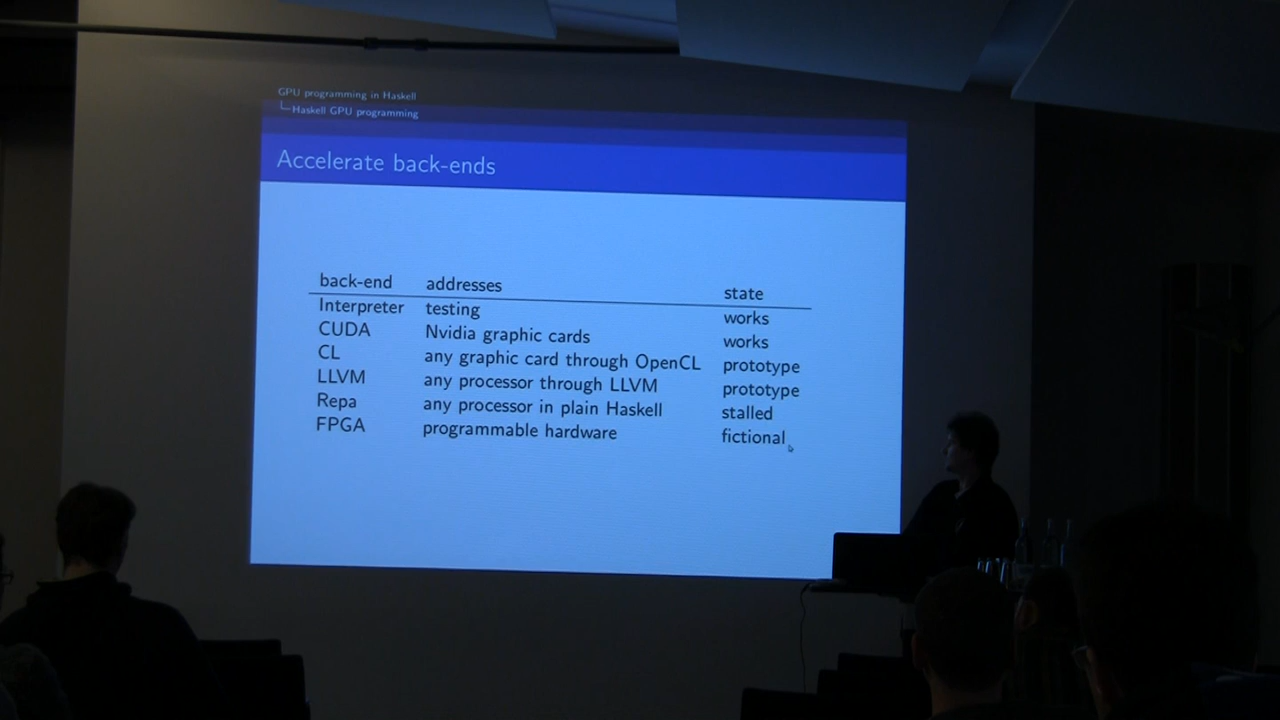 GPU programming in Haskell
Haskell GPU programming
Accelerate back-ends
back-end addresses state
Interpreter testing works
CUDA Nvidia graphic cards works
CL any graphic card through OpenCL prototype
LLVM any processor through LLVM prototype
Repa any processor in plain Haskell stalled
FPGA programmable hardware fictional